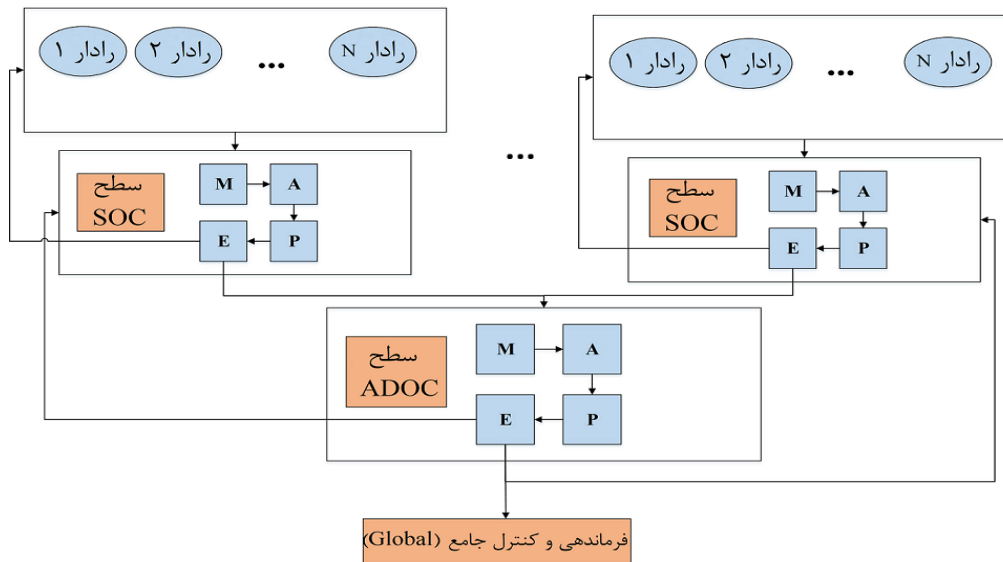 رادار ۱
رادار ۲
...
رادار N
سطح
SOC
M
A
E
P
...
رادار ۱
رادار ۲
...
رادار N
سطح
SOC
M
A
E
P
سطح
ADOC
M
A
E
P
فرماندهی و کنترل جامع (Global)